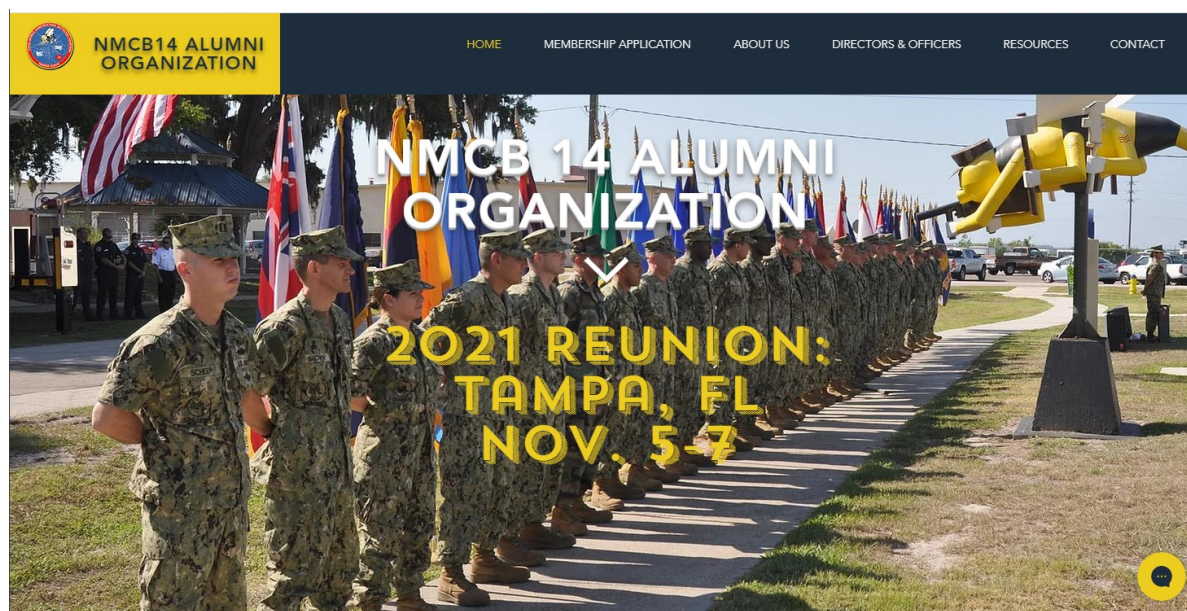 NMCB14 ALUMNI
ORGANIZATION
HOME
MEMBERSHIP APPLICATION
ABOUT US
DIRECTORS & OFFICERS
RESOURCES
CONTACT
NMCB 14 ALUMNI
ORGANIZATION
2021 REUNION:
TAMPA, FL
NOV. 5-7